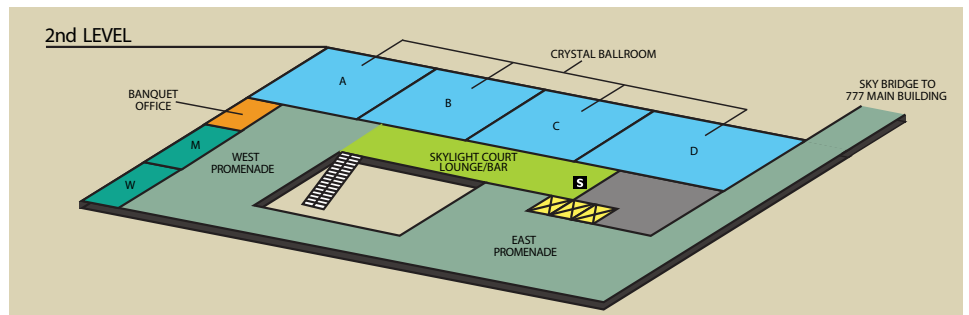 2nd LEVEL
CRYSTAL BALLROOM
SKY BRIDGE TO
777 MAIN BUILDING
BANQUET
OFFICE
A
B
C
D
M
W
WEST
PROMENADE
SKYLIGHT COURT
LOUNGE/BAR
S
EAST
PROMENADE